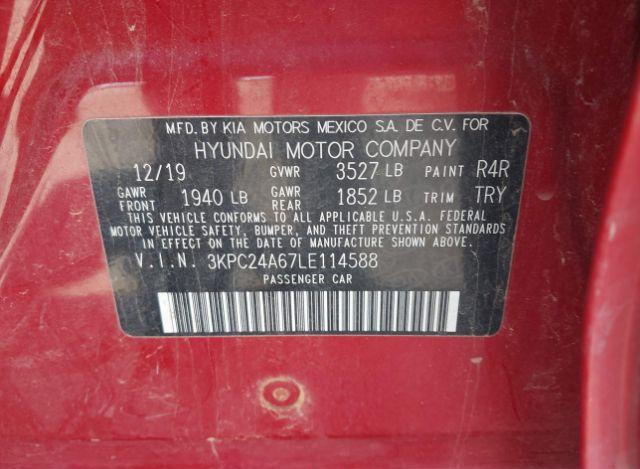 MFD. BY KIA MOTORS MEXICO S.A. DE C.V. FOR
HYUNDAI MOTOR COMPANY
12/19 GVWR 3527 LB PAINT R4R
GAWR FRONT 1940 LB GAWR REAR 1852 LB TRIM TRY
THIS VEHICLE CONFORMS TO ALL APPLICABLE U.S.A. FEDERAL
MOTOR VEHICLE SAFETY, BUMPER, AND THEFT PREVENTION STANDARDS
IN EFFECT ON THE DATE OF MANUFACTURE SHOWN ABOVE.
V.I.N. 3KPC24A67LE114588
PASSENGER CAR